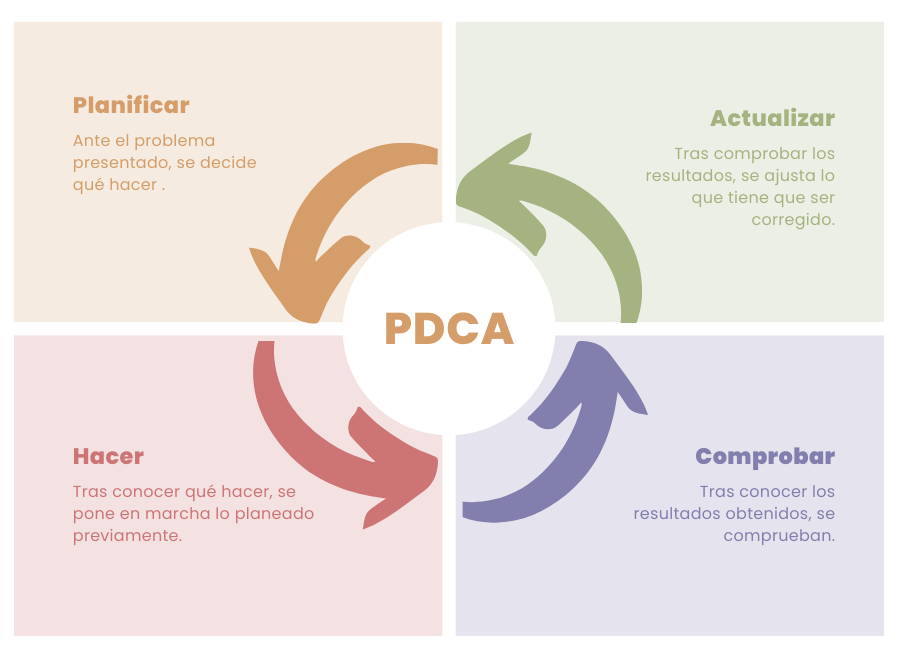 Planificar
Ante el problema
presentado, se decide
qué hacer .
Actualizar
Tras comprobar los
resultados, se ajusta lo
que tiene que ser
corregido.
PDCA
Hacer
Tras conocer qué hacer, se
pone en marcha lo planeado
previamente.
Comprobar
Tras conocer los
resultados obtenidos, se
comprueban.